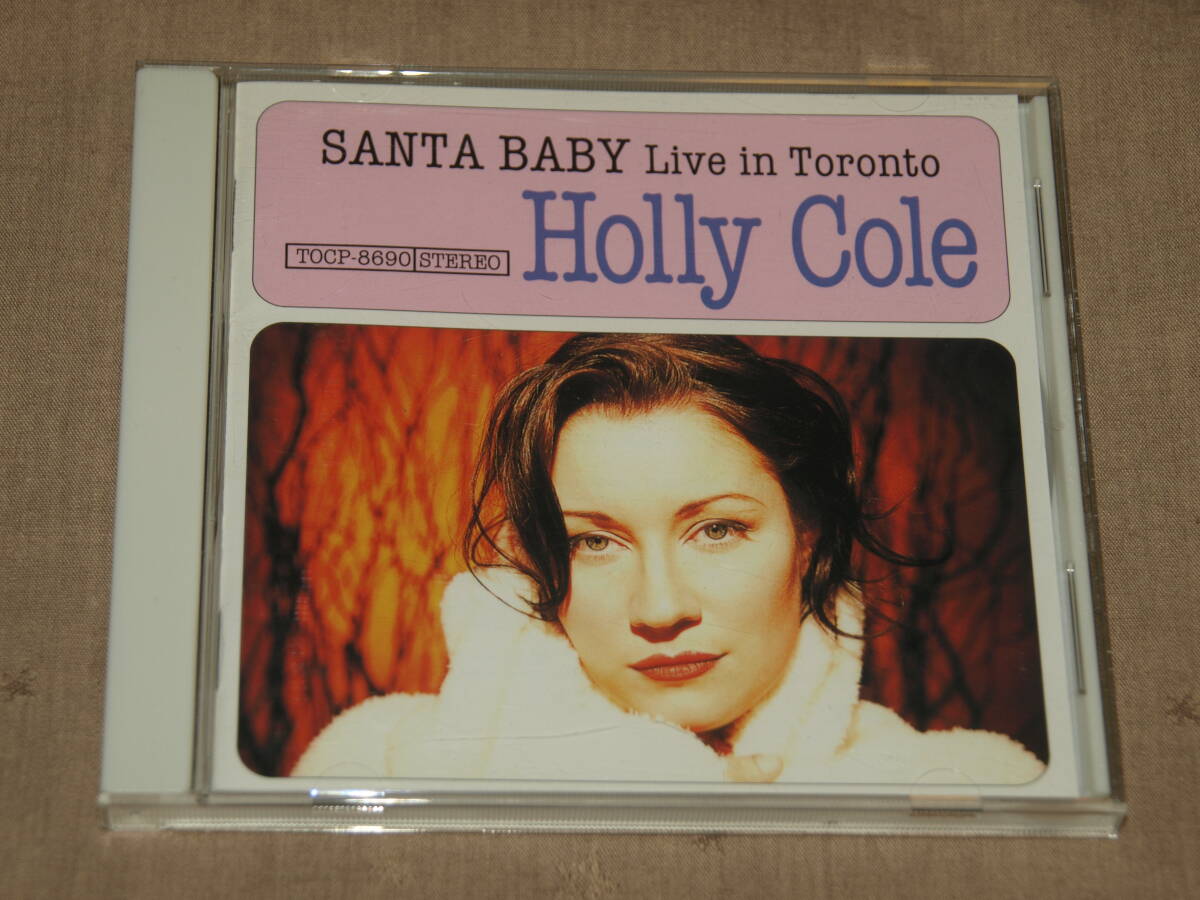 SANTA BABY Live in Toronto
Holly Cole
TOCP-8690 STEREO